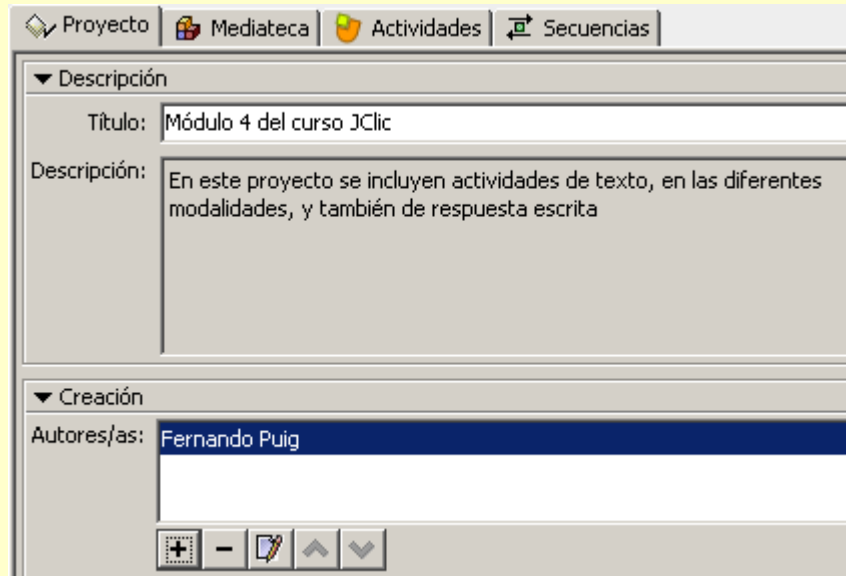 Proyecto Mediateca Actividades Secuencias
Descripción
Título: Módulo 4 del curso JClic
Descripción: En este proyecto se incluyen actividades de texto, en las diferentes
modalidades, y también de respuesta escrita
Creación
Autores/as: Fernando Puig